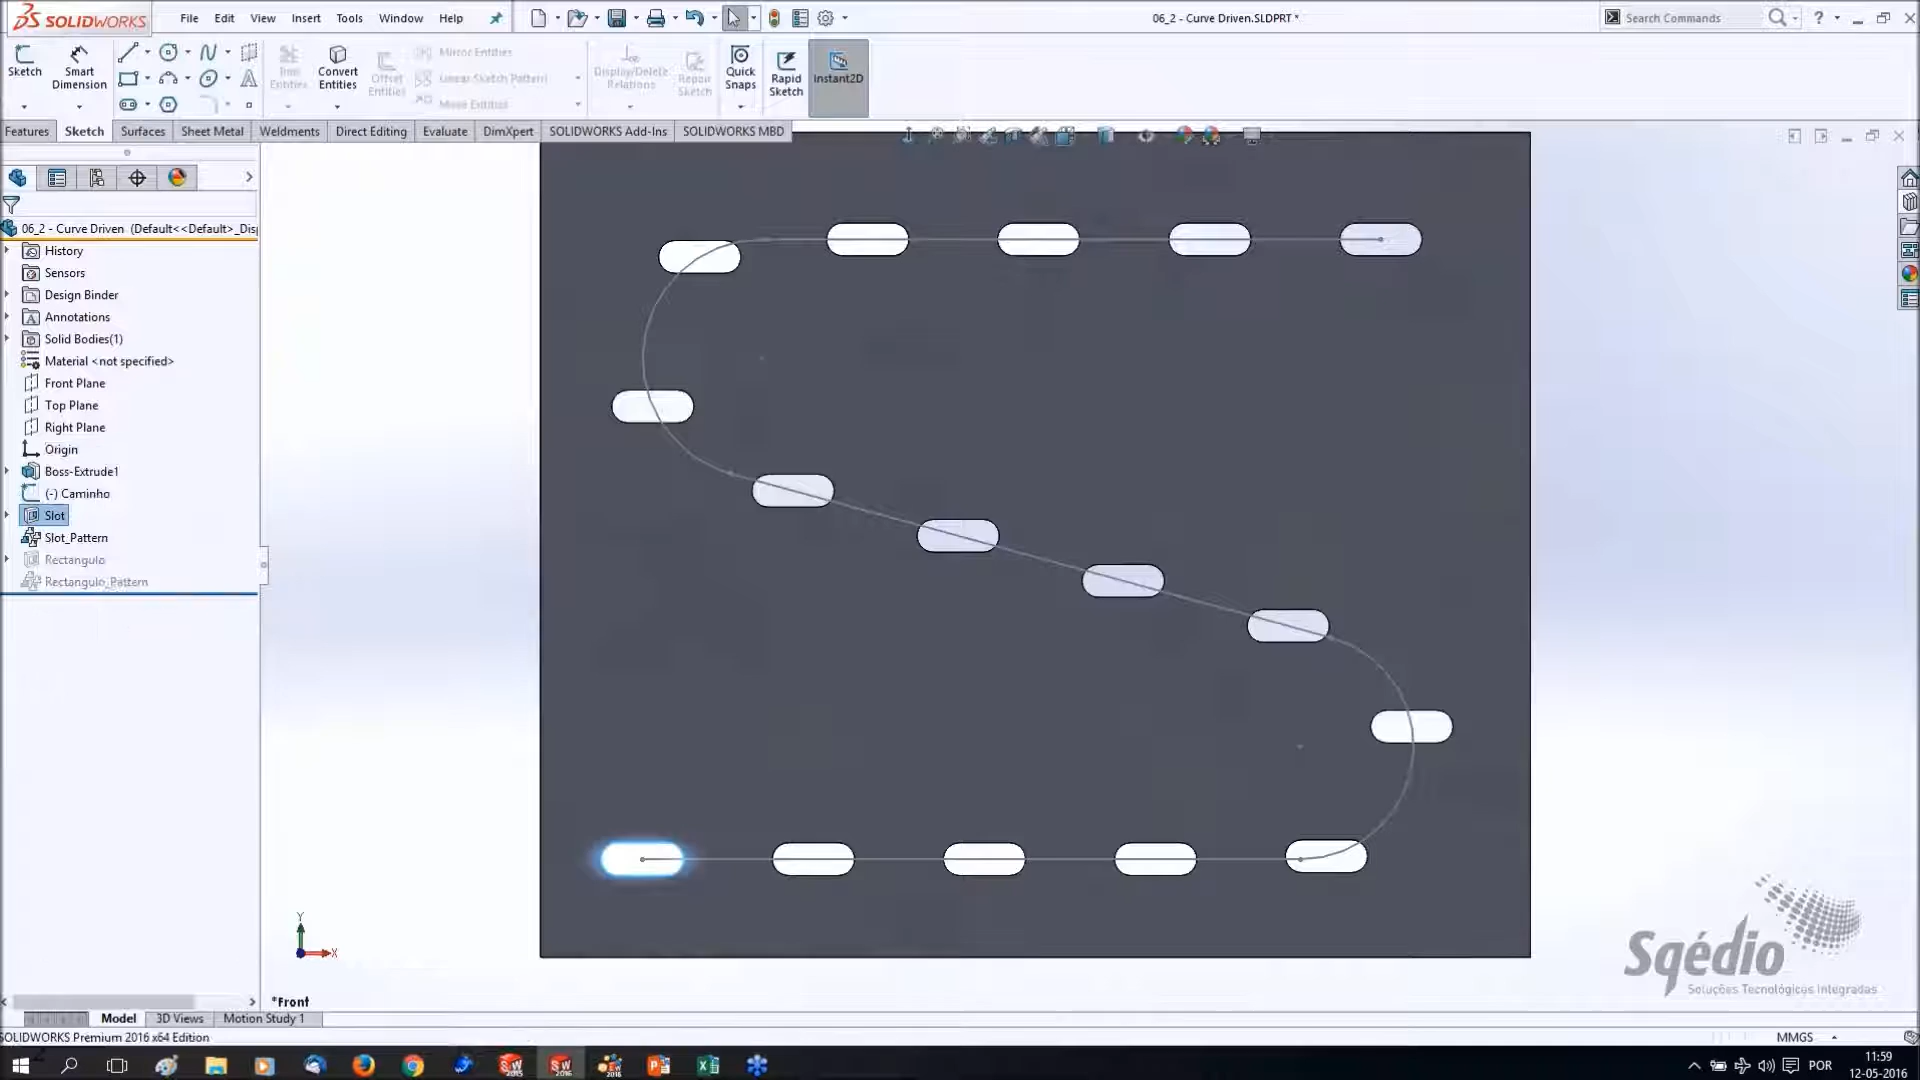 SOLIDWORKS
File Edit View Insert Tools Window Help
06_2 - Curve Driven.SLDPRT *
Search Commands
?
Sketch
Smart Dimension
Trim Entities
Convert Entities
Offset Entities
Mirror Entities
Linear Sketch Pattern
Move Entities
Display/Delete Relations
Repair Sketch
Quick Snaps
Rapid Sketch
Instant2D
Features Sketch Surfaces Sheet Metal Weldments Direct Editing Evaluate DimXpert SOLIDWORKS Add-Ins SOLIDWORKS MBD
06_2 - Curve Driven (Default<<Default>_Disp
History
Sensors
Design Binder
Annotations
Solid Bodies(1)
Material <not specified>
Front Plane
Top Plane
Right Plane
Origin
Boss-Extrude1
(-) Caminho
Slot
Slot_Pattern
Rectangulo
Rectangulo_Pattern
Y
X
*Front
Sqédio
Soluções Tecnológicas Integradas
Model 3D Views Motion Study 1
SOLIDWORKS Premium 2016 x64 Edition
MMGS
POR
11:59
12-05-2016